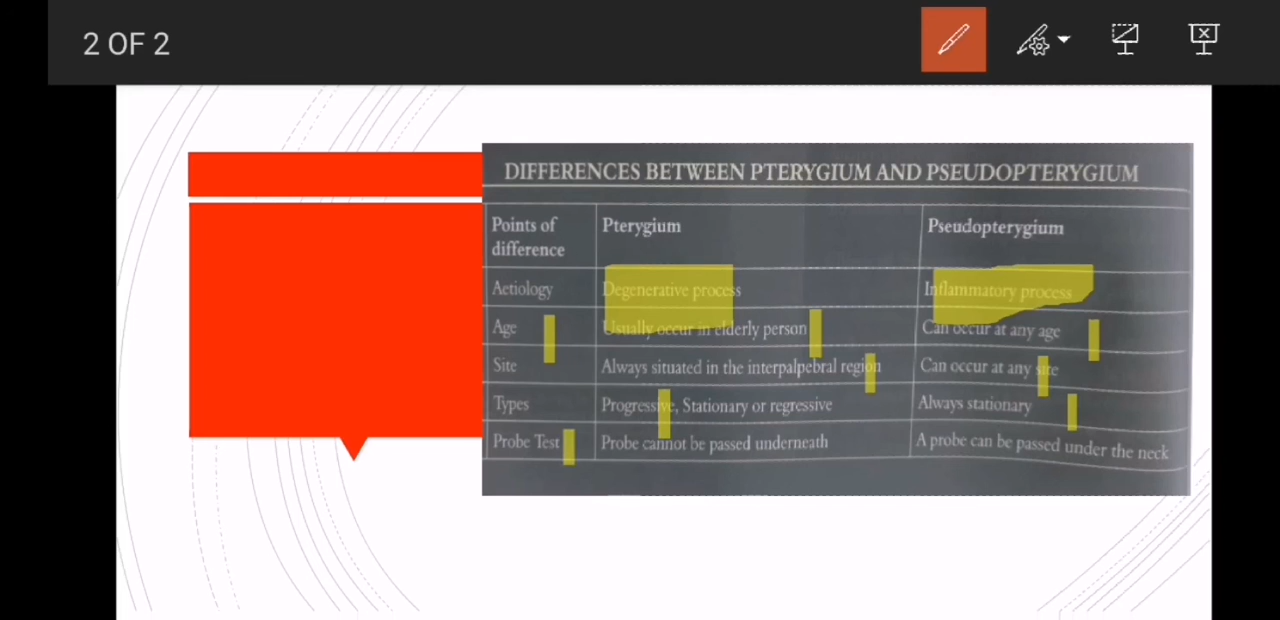 2 OF 2
DIFFERENCES BETWEEN PTERYGIUM AND PSEUDOPTERYGIUM
Points of difference Pterygium Pseudopterygium
Aetiology Degenerative process Inflammatory process
Age Usually occur in elderly person Can occur at any age
Site Always situated in the interpalpebral region Can occur at any site
Types Progressive, Stationary or regressive Always stationary
Probe Test Probe cannot be passed underneath A probe can be passed under the neck